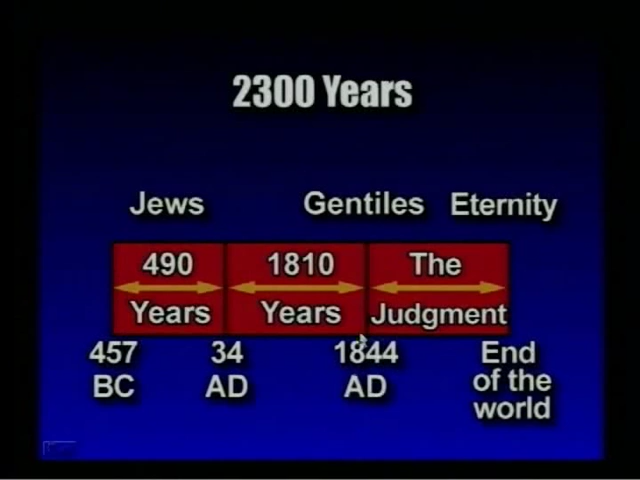 2300 Years
Jews Gentiles Eternity
490 1810 The
Years Years Judgment
457 34 1844 End
BC AD AD of the
world